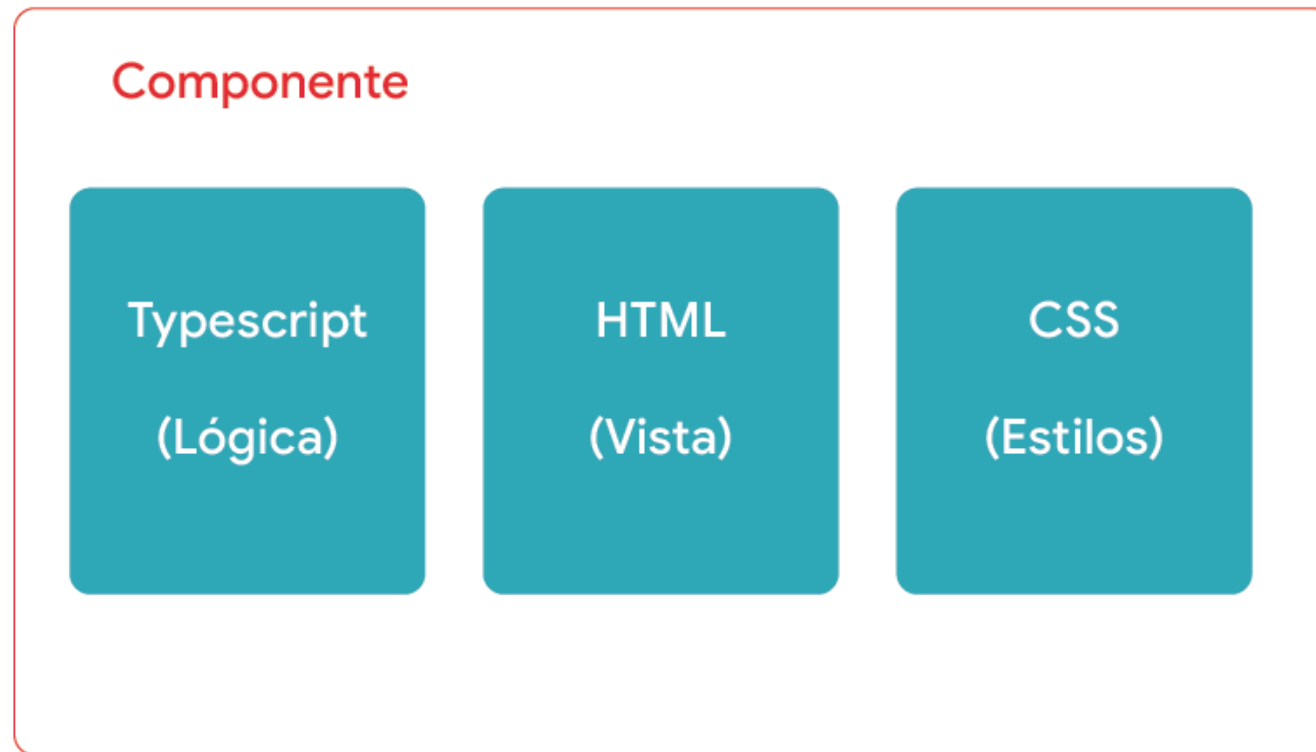 Componente
Typescript
(Lógica)
HTML
(Vista)
CSS
(Estilos)